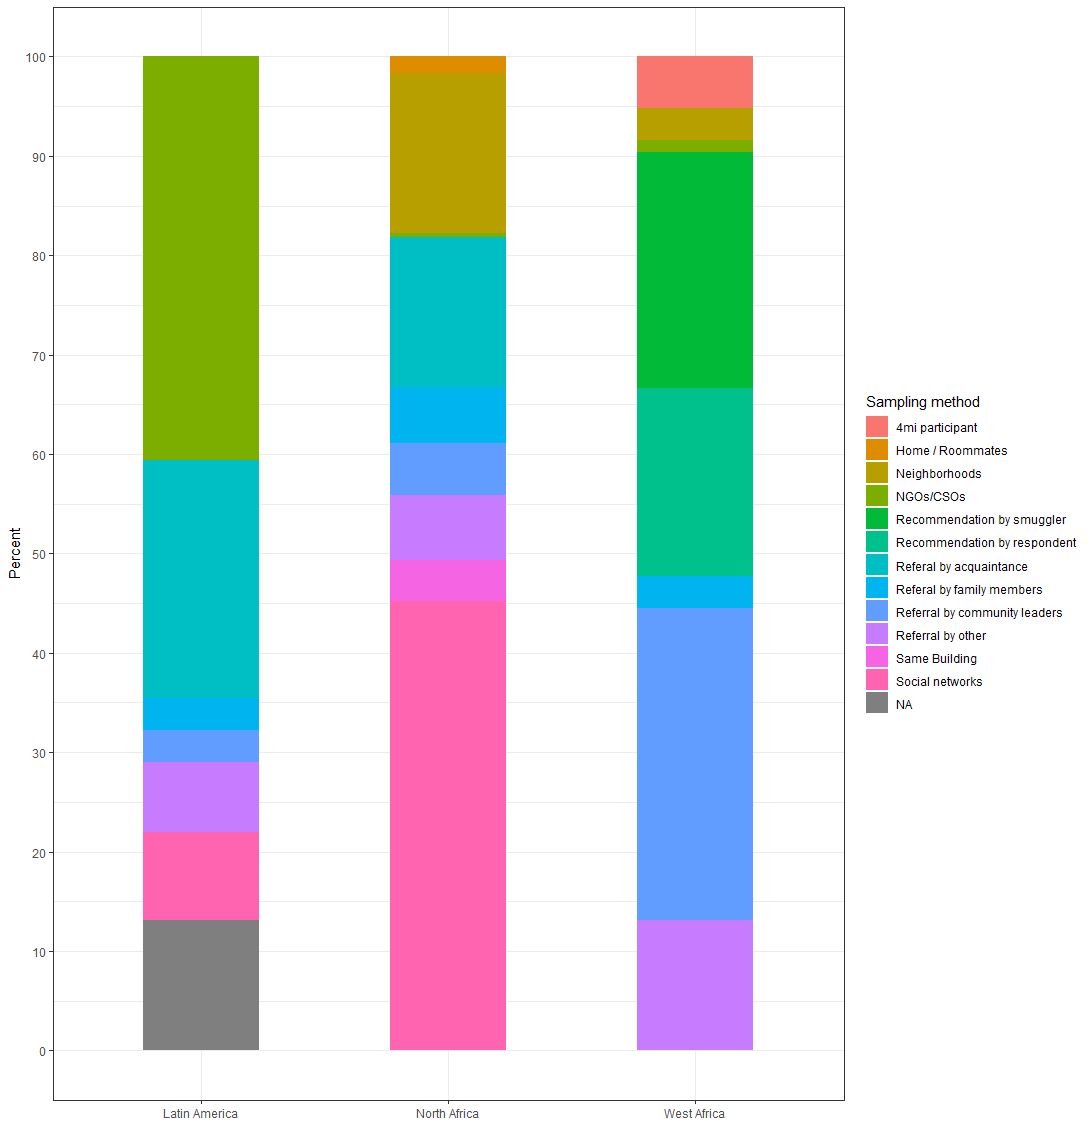 100
90
80
70
60
50
40
30
20
10
0
Percent
Latin America
North Africa
West Africa
Sampling method
4mi participant
Home / Roommates
Neighborhoods
NGOs/CSOs
Recommendation by smuggler
Recommendation by respondent
Referal by acquaintance
Referal by family members
Referral by community leaders
Referral by other
Same Building
Social networks
NA